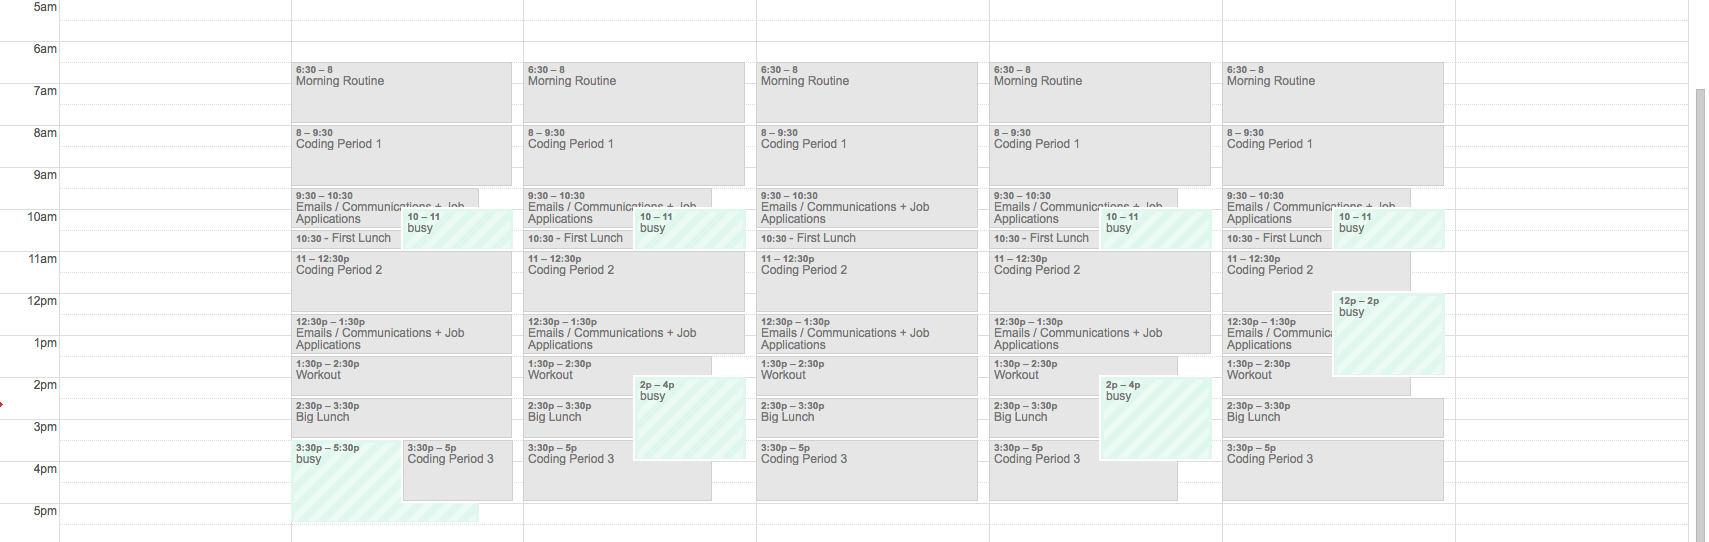 5am
6am
7am
8am
9am
10am
11am
12pm
1pm
2pm
3pm
4pm
5pm
6:30 – 8
Morning Routine
8 – 9:30
Coding Period 1
9:30 – 10:30
Emails / Communications + Job
Applications
10 – 11
busy
10:30 - First Lunch
11 – 12:30p
Coding Period 2
12:30p – 1:30p
Emails / Communications + Job
Applications
1:30p – 2:30p
Workout
2:30p – 3:30p
Big Lunch
3:30p – 5:30p
busy
3:30p – 5p
Coding Period 3
6:30 – 8
Morning Routine
8 – 9:30
Coding Period 1
9:30 – 10:30
Emails / Communications + Job
Applications
10 – 11
busy
10:30 - First Lunch
11 – 12:30p
Coding Period 2
12:30p – 1:30p
Emails / Communications + Job
Applications
1:30p – 2:30p
Workout
2p – 4p
busy
2:30p – 3:30p
Big Lunch
3:30p – 5p
Coding Period 3
6:30 – 8
Morning Routine
8 – 9:30
Coding Period 1
9:30 – 10:30
Emails / Communications + Job
Applications
10:30 - First Lunch
11 – 12:30p
Coding Period 2
12:30p – 1:30p
Emails / Communications + Job
Applications
1:30p – 2:30p
Workout
2:30p – 3:30p
Big Lunch
3:30p – 5p
Coding Period 3
6:30 – 8
Morning Routine
8 – 9:30
Coding Period 1
9:30 – 10:30
Emails / Communications + Job
Applications
10 – 11
busy
10:30 - First Lunch
11 – 12:30p
Coding Period 2
12:30p – 1:30p
Emails / Communications + Job
Applications
1:30p – 2:30p
Workout
2p – 4p
busy
2:30p – 3:30p
Big Lunch
3:30p – 5p
Coding Period 3
6:30 – 8
Morning Routine
8 – 9:30
Coding Period 1
9:30 – 10:30
Emails / Communications + Job
Applications
10 – 11
busy
10:30 - First Lunch
11 – 12:30p
Coding Period 2
12p – 2p
busy
12:30p – 1:30p
Emails / Communica
Applications
1:30p – 2:30p
Workout
2:30p – 3:30p
Big Lunch
3:30p – 5p
Coding Period 3